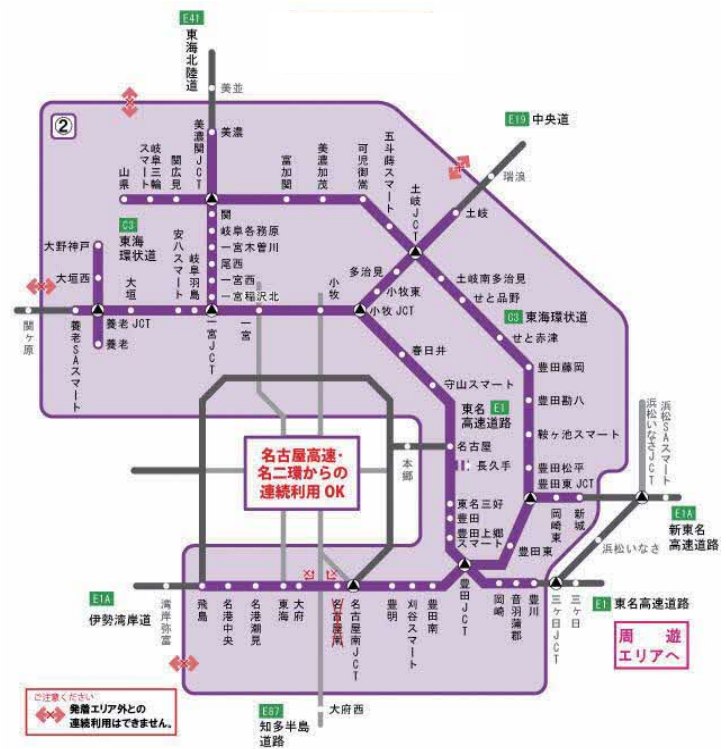 E41
東海北陸道
美並
②
美濃
美濃関JCT
山県
岐阜三輪スマート
関広見
富加関
美濃加茂
可児御嵩
五斗蒔スマート
土岐JCT
E19 中央道
瑞浪
土岐
関
岐阜各務原
一宮木曽川
尾西
一宮西
一宮稲沢北
C3
東海
環状道
大野神戸
大垣西
大垣
安八スマート
岐阜羽島
養老JCT
養老
関ヶ原
養老SAスマート
一宮JCT
一宮
小牧
多治見
小牧東
小牧JCT
土岐南多治見
せと品野
C3 東海環状道
せと赤津
春日井
守山スマート
豊田藤岡
豊田勘八
鞍ヶ池スマート
豊田松平
豊田東JCT
東名 E1
高速道路
名古屋
長久手
本郷
名古屋高速・
名二環からの
連続利用OK
東名三好
豊田
豊田上郷
スマート
豊田東
岡崎東
新城
浜松いなさJCT
浜松SAスマート
E1A
新東名
高速道路
浜松いなさ
E1A
伊勢湾岸道
湾岸弥富
飛島
名港中央
名港潮見
東海
大府
名古屋南
名古屋南JCT
豊明
刈谷スマート
豊田南
豊田JCT
岡崎
音羽蒲郡
豊川
三ヶ日JCT
三ヶ日
E1 東名高速道路
周遊
エリアへ
E87
知多半島
道路
大府西
ご注意ください
発着エリア外との
連続利用はできません。